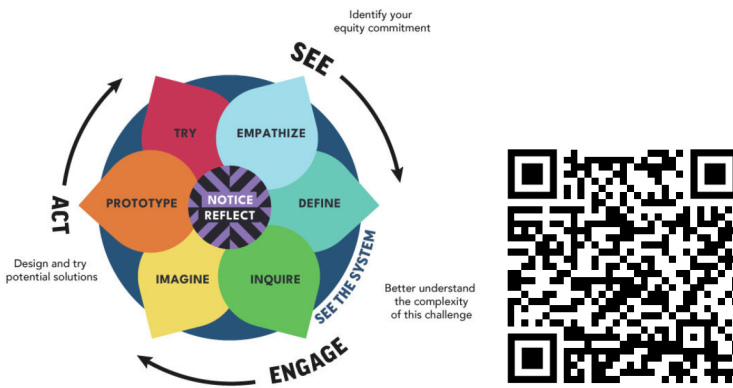 Identify your
equity commitment
SEE
TRY
EMPATHIZE
PROTOTYPE
NOTICE
REFLECT
DEFINE
ACT
Design and try
potential solutions
IMAGINE
INQUIRE
SEE THE SYSTEM
Better understand
the complexity
of this challenge
ENGAGE